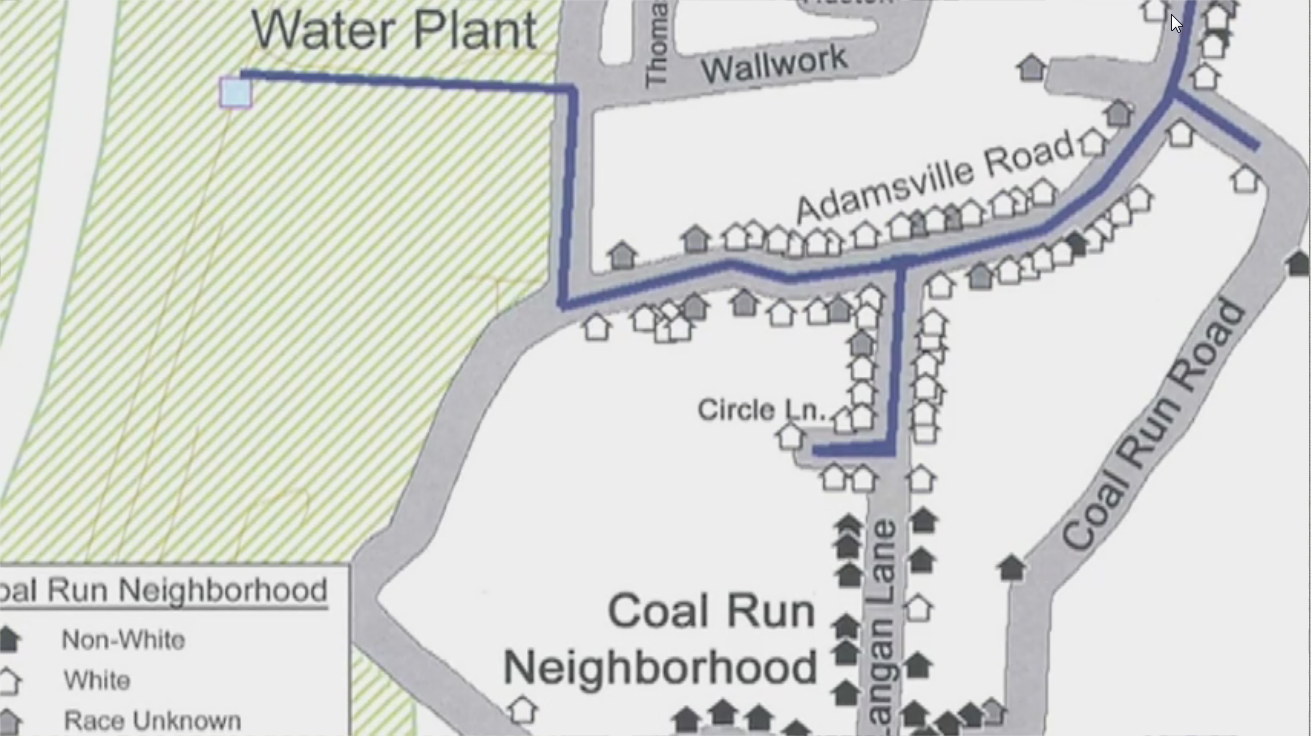 Water Plant
Thoma
Wallwork
Adamsville Road
Circle Ln.
Coal Run Road
Langan Lane
Coal Run
Neighborhood
oal Run Neighborhood
Non-White
White
Race Unknown